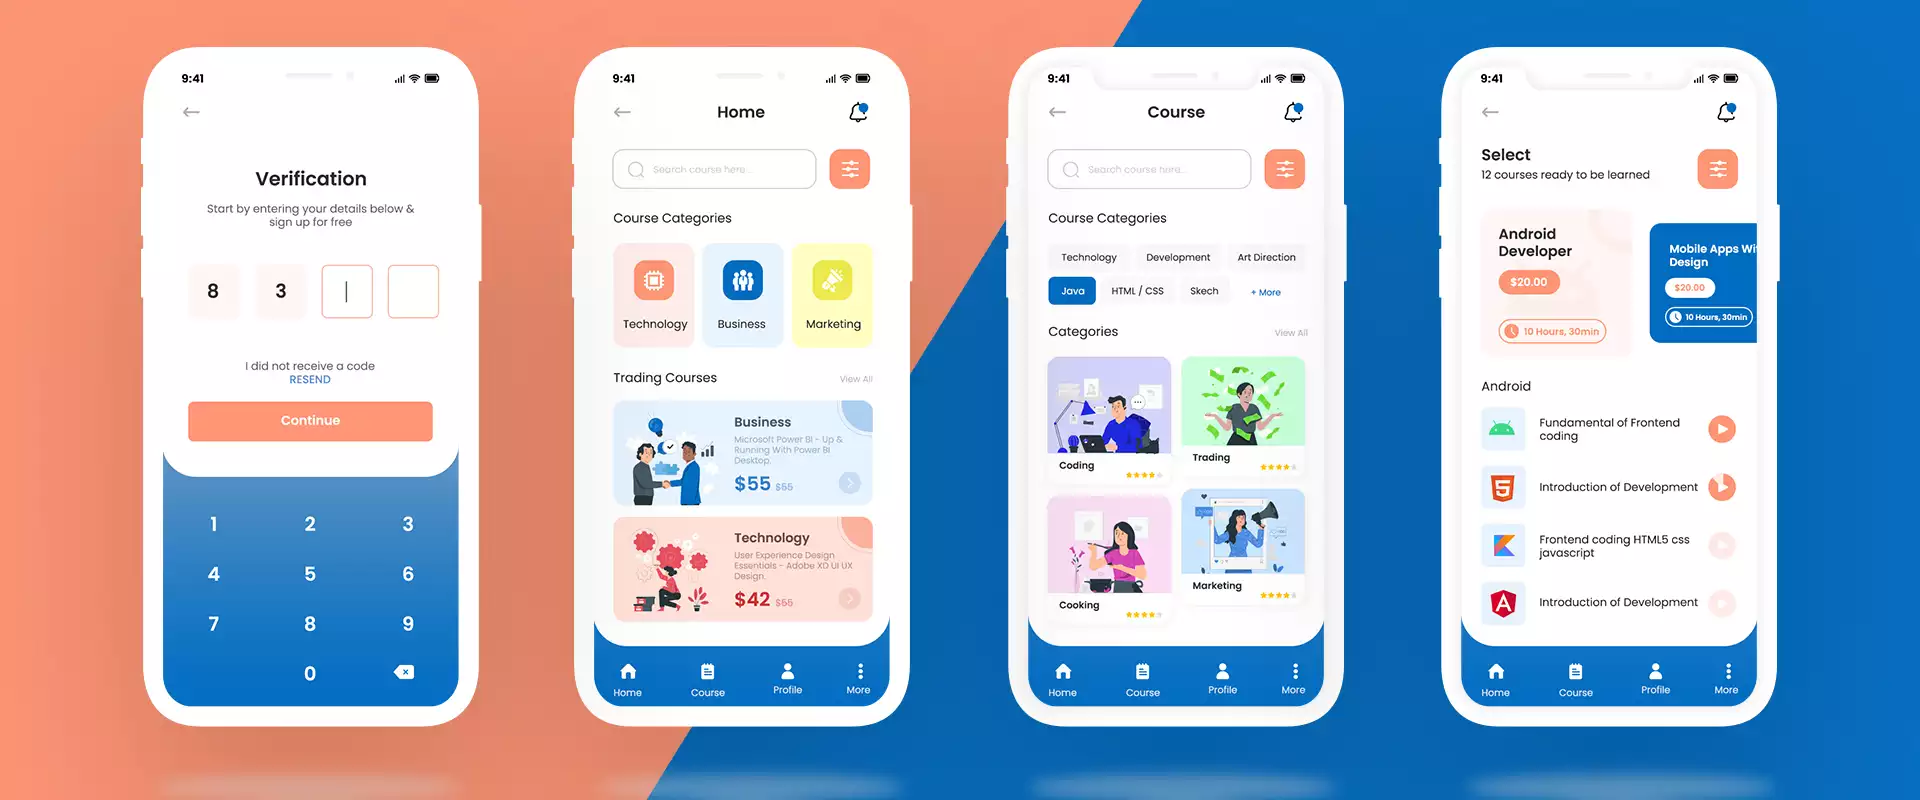 9:41
Verification
Start by entering your details below &
sign up for free
8 3
I did not receive a code
RESEND
Continue
1 2 3
4 5 6
7 8 9
0
9:41
Home
Search course here...
Course Categories
Technology Business Marketing
Trading Courses View All
Business
Microsoft Power BI - Up &
Running With Power BI
Desktop.
$55 $65
Technology
User Experience Design
Essentials - Adobe XD UI UX
Design.
$42 $55
Home Course Profile More
9:41
Course
Search course here...
Course Categories
Technology Development Art Direction
Java HTML / CSS Skech + More
Categories View All
Coding Trading
Cooking Marketing
Home Course Profile More
9:41
Select
12 courses ready to be learned
Android
Developer
$20.00
10 Hours, 30min
Mobile Apps Wi
Design
$20.00
10 Hours, 30min
Android
Fundamental of Frontend
coding
Introduction of Development
Frontend coding HTML5 css
javascript
Introduction of Development
Home Course Profile More